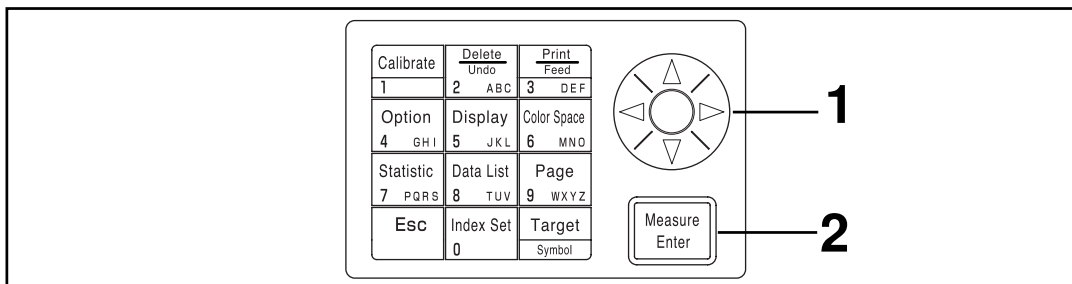 Calibrate
1
Delete
Undo
2 ABC
Print
Feed
3 DEF
Option
4 GHI
Display
5 JKL
Color Space
6 MNO
Statistic
7 PQRS
Data List
8 TUV
Page
9 WXYZ
Esc
Index Set
0
Target
Symbol
1
Measure
Enter
2